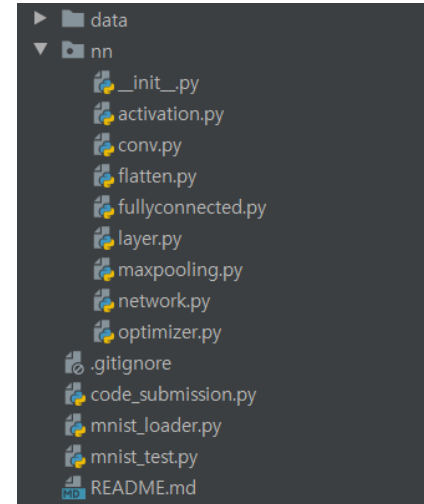 data
nn
__init__.py
activation.py
conv.py
flatten.py
fullyconnected.py
layer.py
maxpooling.py
network.py
optimizer.py
.gitignore
code_submission.py
mnist_loader.py
mnist_test.py
MD README.md